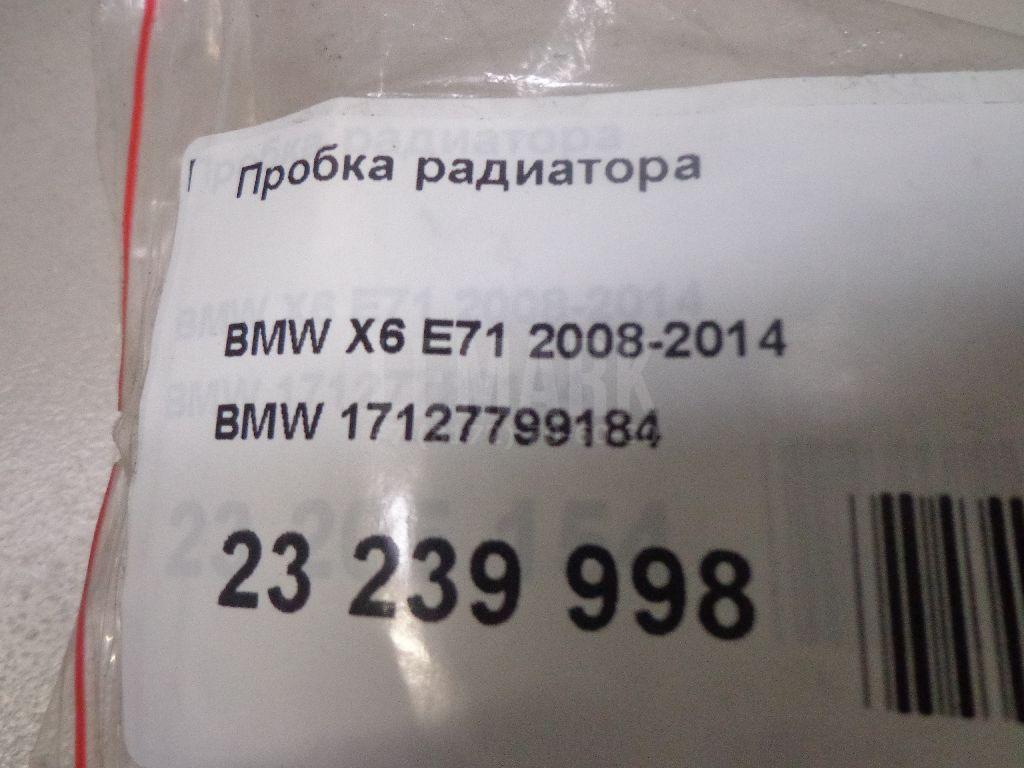 Пробка радиатора
BMW X6 E71 2008-2014
BMW 17127799184
23 239 998